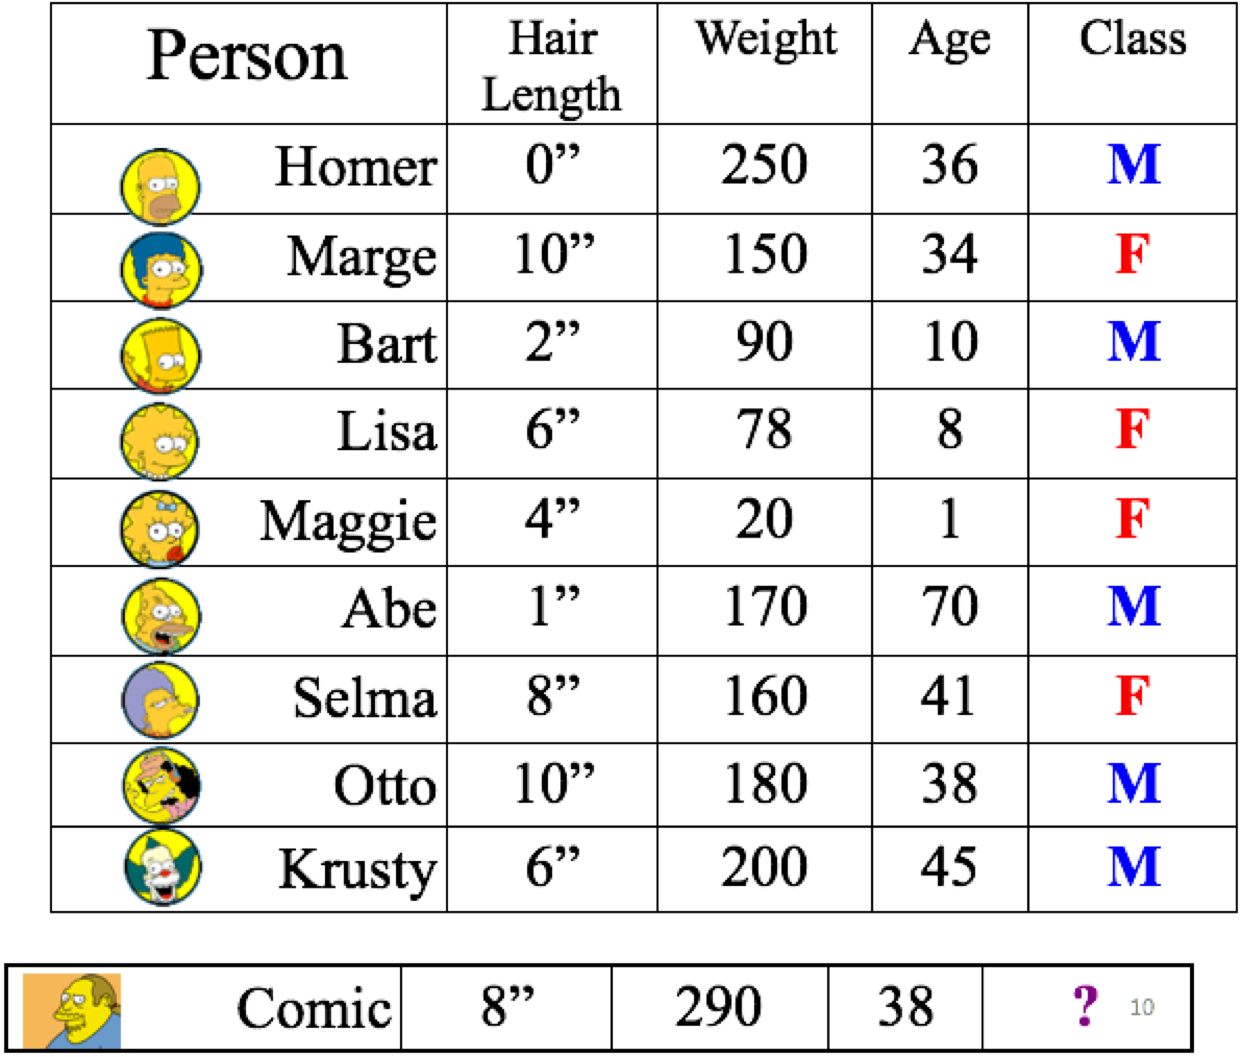 Person Hair Length Weight Age Class
Homer 0” 250 36 M
Marge 10” 150 34 F
Bart 2” 90 10 M
Lisa 6” 78 8 F
Maggie 4” 20 1 F
Abe 1” 170 70 M
Selma 8” 160 41 F
Otto 10” 180 38 M
Krusty 6” 200 45 M
Comic 8” 290 38 ? 10